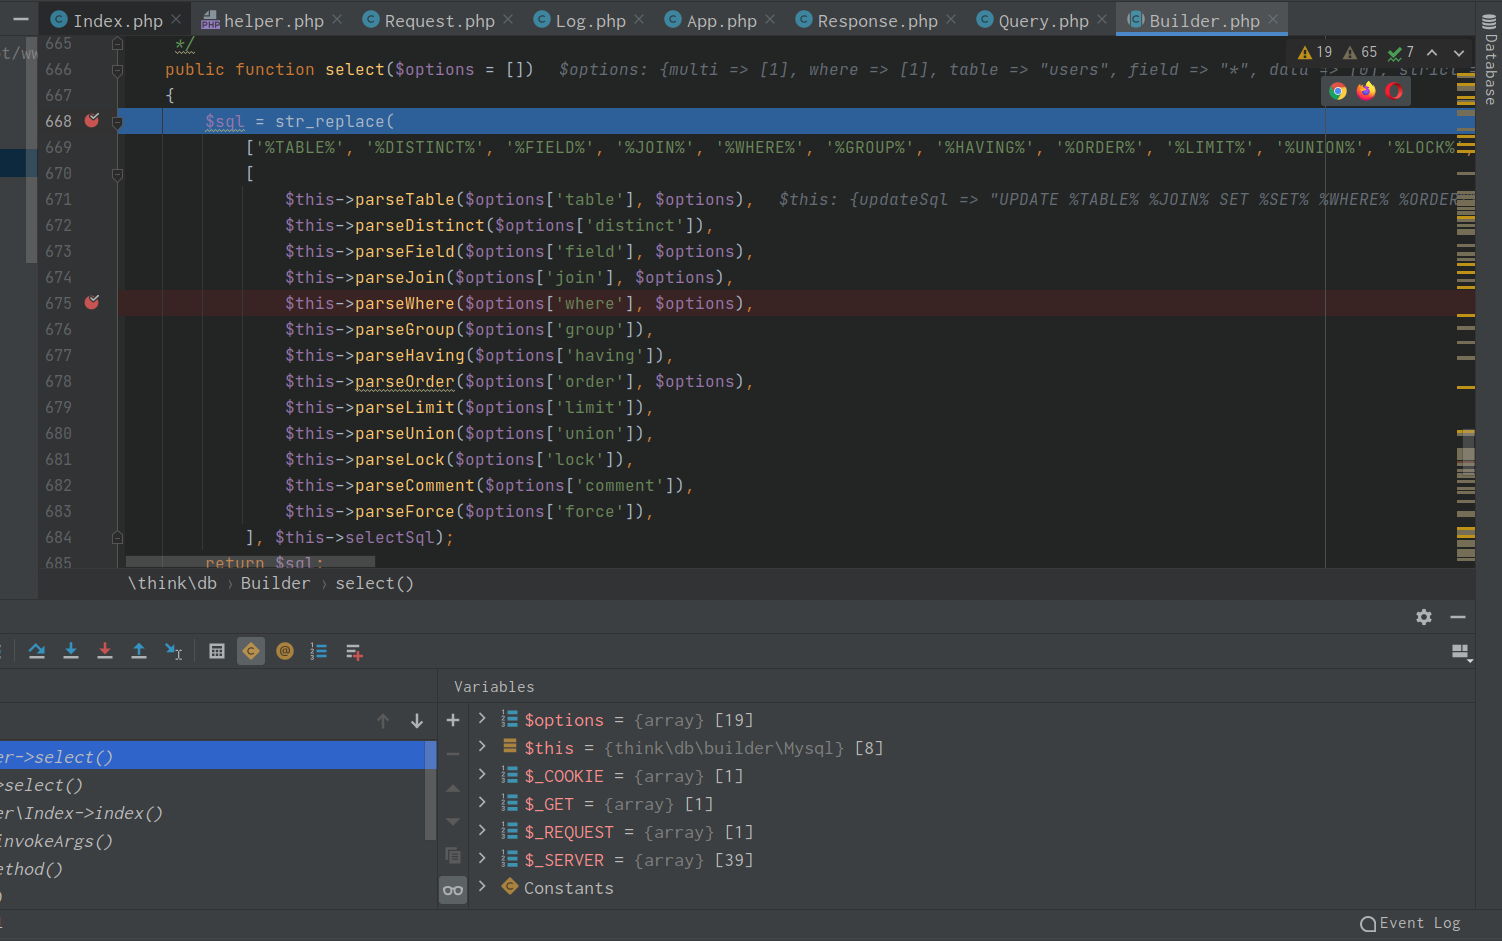 Index.php helper.php Request.php Log.php App.php Response.php Query.php Builder.php
665 */
19 65 7
666 public function select($options = []) $options: {multi => [1], where => [1], table => "users", field => "*", data => [0], strict =
667 {
668 $sql = str_replace(
669 ['%TABLE%', '%DISTINCT%', '%FIELD%', '%JOIN%', '%WHERE%', '%GROUP%', '%HAVING%', '%ORDER%', '%LIMIT%', '%UNION%', '%LOCK%',
670 [
671 $this->parseTable($options['table'], $options), $this: {updateSql => "UPDATE %TABLE% %JOIN% SET %SET% %WHERE% %ORDER
672 $this->parseDistinct($options['distinct']),
673 $this->parseField($options['field'], $options),
674 $this->parseJoin($options['join'], $options),
675 $this->parseWhere($options['where'], $options),
676 $this->parseGroup($options['group']),
677 $this->parseHaving($options['having']),
678 $this->parseOrder($options['order'], $options),
679 $this->parseLimit($options['limit']),
680 $this->parseUnion($options['union']),
681 $this->parseLock($options['lock']),
682 $this->parseComment($options['comment']),
683 $this->parseForce($options['force']),
684 ], $this->selectSql);
685 return $sql;
\think\db › Builder › select()
Database
Variables
$options = {array} [19]
$this = {think\db\builder\Mysql} [8]
$_COOKIE = {array} [1]
$_GET = {array} [1]
$_REQUEST = {array} [1]
$_SERVER = {array} [39]
Constants
er->select()
>select()
er\Index->index()
invokeArgs()
ethod()
)
Event Log